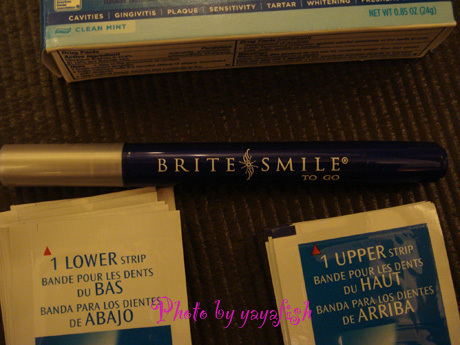 CAVITIES • GINGIVITIS • PLAQUE • SENSITIVITY • TARTAR • WHITENING •
CLEAN MINT
NET WT 0.85 OZ (24g)
Drug Facts
BRITE SMILE®
TO GO
1 LOWER STRIP
BANDE POUR LES DENTS
DU BAS
BANDA PARA LOS DIENTES
DE ABAJO
1 UPPER STRIP
BANDE POUR LES DENTS
DU HAUT
BANDA PARA LOS DIENTES
DE ARRIBA
Photo by yayafish